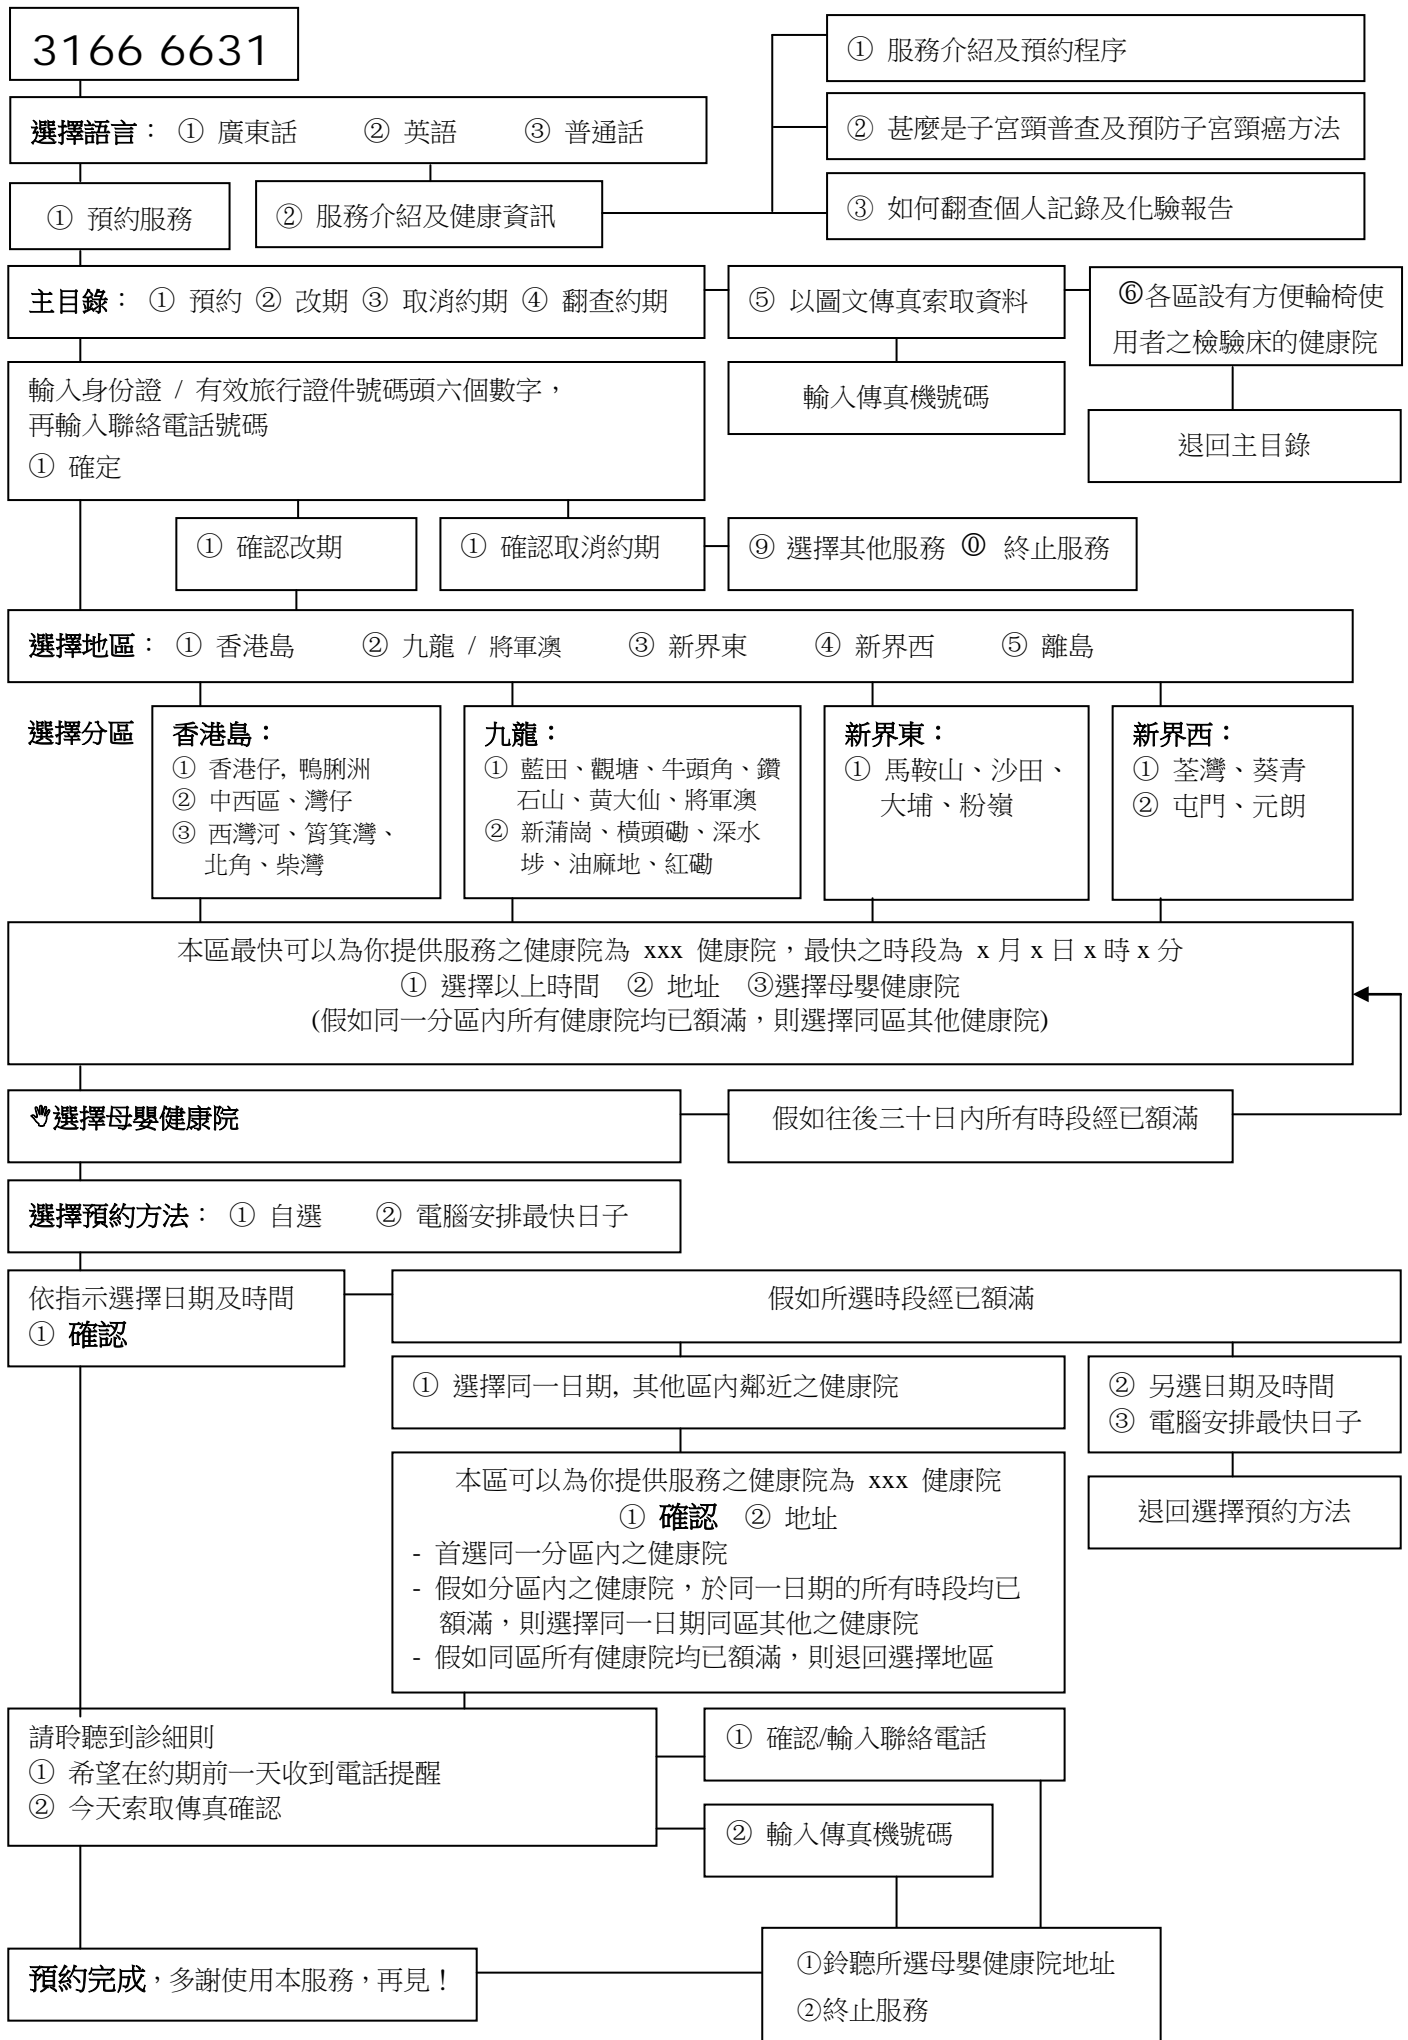 3166 6631
① 服務介紹及預約程序
選擇語言： ① 廣東話 ② 英語 ③ 普通話
② 甚麼是子宮頸普查及預防子宮頸癌方法
① 預約服務
② 服務介紹及健康資訊
③ 如何翻查個人記錄及化驗報告
主目錄： ① 預約 ② 改期 ③ 取消約期 ④ 翻查約期
⑤ 以圖文傳真索取資料
⑥各區設有方便輪椅使
用者之檢驗床的健康院
輸入身份證 / 有效旅行證件號碼頭六個數字，
再輸入聯絡電話號碼
① 確定
輸入傳真機號碼
退回主目錄
① 確認改期
① 確認取消約期
⑨ 選擇其他服務 ⓪ 終止服務
選擇地區： ① 香港島 ② 九龍 / 將軍澳 ③ 新界東 ④ 新界西 ⑤ 離島
選擇分區
香港島：
① 香港仔, 鴨脷洲
② 中西區、灣仔
③ 西灣河、筲箕灣、
北角、柴灣
九龍：
① 藍田、觀塘、牛頭角、鑽
石山、黃大仙、將軍澳
② 新蒲崗、橫頭磡、深水
埗、油麻地、紅磡
新界東：
① 馬鞍山、沙田、
大埔、粉嶺
新界西：
① 荃灣、葵青
② 屯門、元朗
本區最快可以為你提供服務之健康院為 xxx 健康院，最快之時段為 x 月 x 日 x 時 x 分
① 選擇以上時間 ② 地址 ③選擇母嬰健康院
(假如同一分區內所有健康院均已額滿，則選擇同區其他健康院)
選擇母嬰健康院
假如往後三十日內所有時段經已額滿
選擇預約方法： ① 自選 ② 電腦安排最快日子
依指示選擇日期及時間
① 確認
假如所選時段經已額滿
① 選擇同一日期, 其他區內鄰近之健康院
② 另選日期及時間
③ 電腦安排最快日子
本區可以為你提供服務之健康院為 xxx 健康院
① 確認 ② 地址
- 首選同一分區內之健康院
- 假如分區內之健康院，於同一日期的所有時段均已
額滿，則選擇同一日期同區其他之健康院
- 假如同區所有健康院均已額滿，則退回選擇地區
退回選擇預約方法
請聆聽到診細則
① 希望在約期前一天收到電話提醒
② 今天索取傳真確認
① 確認/輸入聯絡電話
② 輸入傳真機號碼
預約完成，多謝使用本服務，再見！
①鈴聽所選母嬰健康院地址
②終止服務